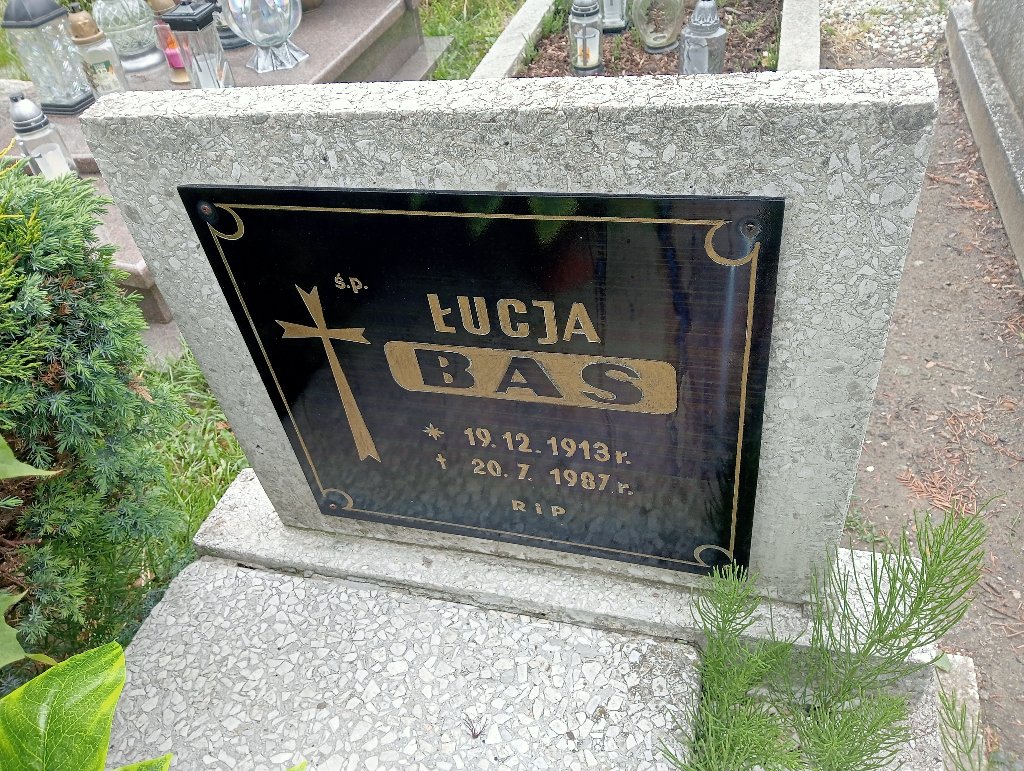 ś.p.
ŁUCJA
BAS
* 19.12.1913 r.
† 20.7.1987 r.
RiP